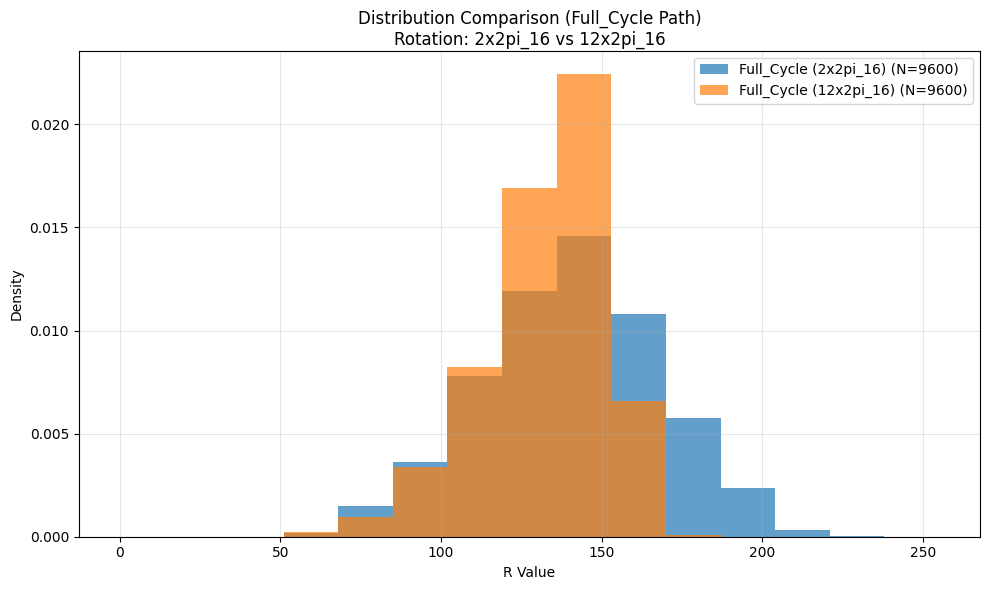 Distribution Comparison (Full_Cycle Path)
Rotation: 2x2pi_16 vs 12x2pi_16
Full_Cycle (2x2pi_16) (N=9600)
Full_Cycle (12x2pi_16) (N=9600)
Density
0.020
0.015
0.010
0.005
0.000
0 50 100 150 200 250
R Value